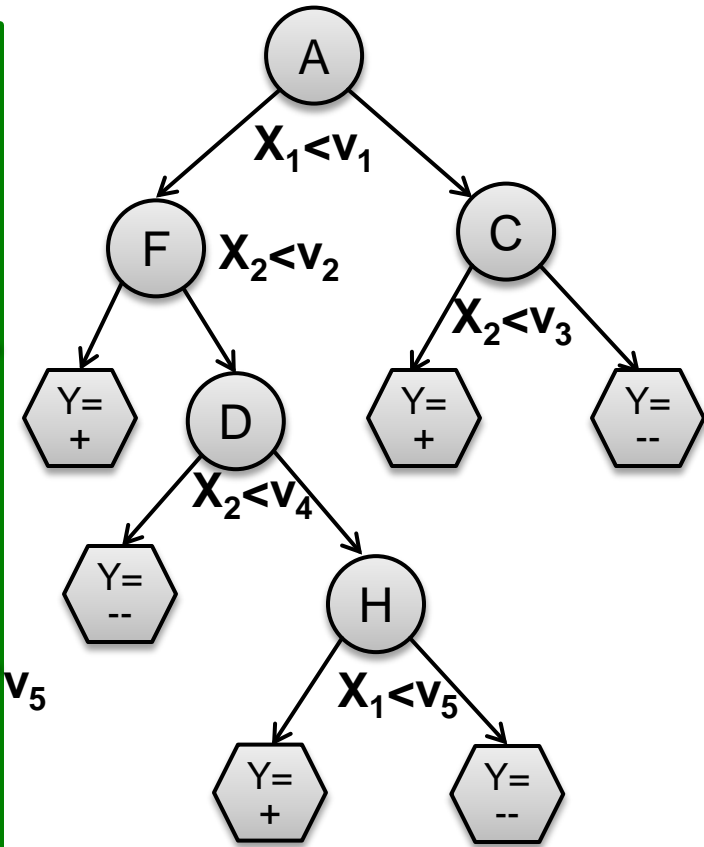 A
X₁<v₁
F
X₂<v₂
C
X₂<v₃
Y=
+
D
Y=
+
Y=
--
X₂<v₄
Y=
--
H
v₅
X₁<v₅
Y=
+
Y=
--